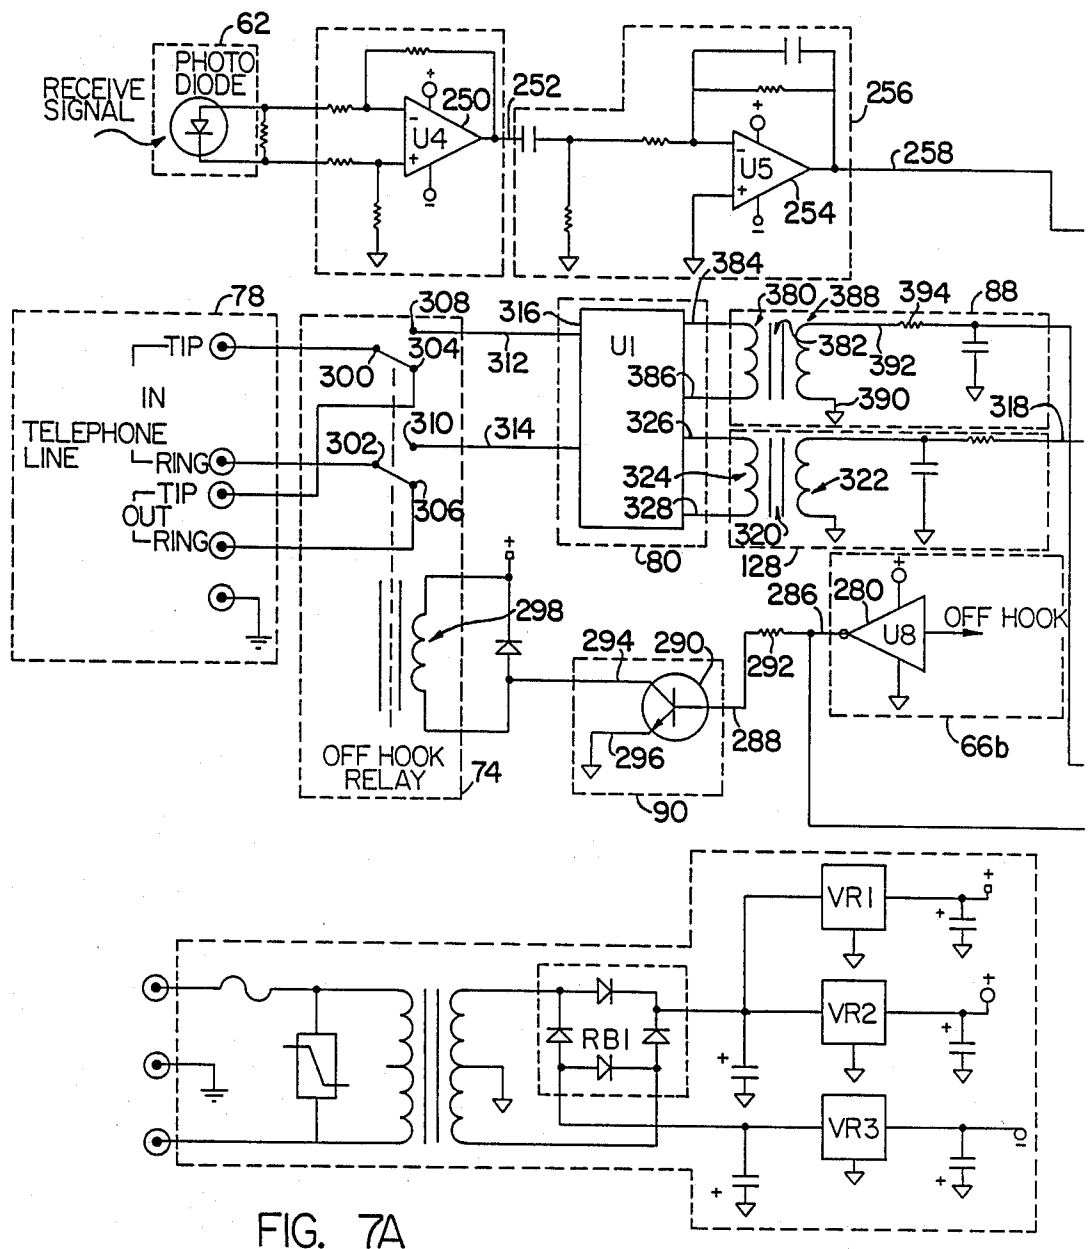 62
PHOTO
DIODE
RECEIVE
SIGNAL
+
-
U4
+
-
250
252
+
-
U5
+
-
254
256
258
384
78
308
316
380
388
394
88
TIP
304
U1
382
392
300
312
386
390
IN
310
326
318
TELEPHONE
LINE
302
314
RING
324
322
TIP
306
328
OUT
320
RING
80
128
+
+
286
280
298
U8
OFF HOOK
294
290
292
296
288
66b
OFF HOOK
RELAY
74
90
VR1
+
+
RB1
VR2
+
+
+
VR3
-
+
+
FIG. 7A